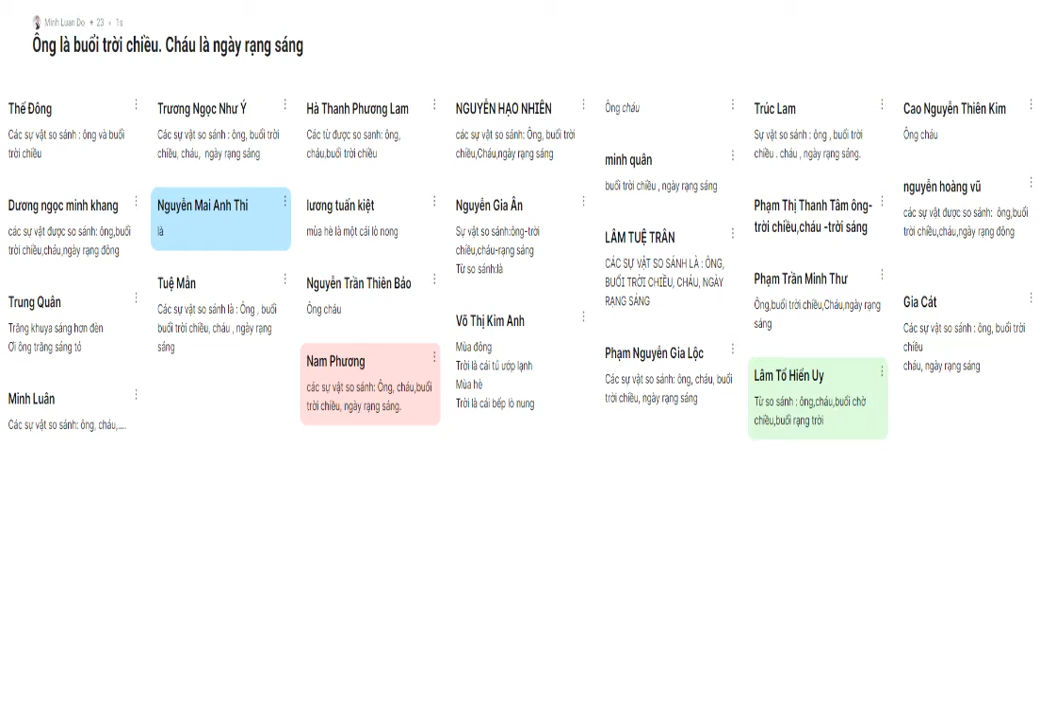 Minh Luan Do • 23 • 1s
Ông là buổi trời chiều. Cháu là ngày rạng sáng
Thế Đông
Các sự vật so sánh : ông và buổi
trời chiều
Dương ngọc minh khang
các sự vật được so sánh: ông,buổi
trời chiều,cháu,ngày rạng đông
Trung Quân
Trăng khuya sáng hơn đèn
Ơi ông trăng sáng tỏ
Minh Luân
Các sự vật so sánh: ông, cháu,....
Trương Ngọc Như Ý
Các sự vật so sánh : ông, buổi trời
chiều, cháu, ngày rạng sáng
Nguyễn Mai Anh Thi
là
Tuệ Mẫn
Các sự vật so sánh là : Ông , buổi
buổi trời chiều, cháu , ngày rạng
sáng
Hà Thanh Phương Lam
Các từ được so sanh: ông,
cháu,buổi trời chiều
lương tuấn kiệt
mùa hè là một cái lò nong
Nguyễn Trần Thiên Bảo
Ông cháu
Nam Phương
các sự vật so sánh: Ông, cháu,buổi
trời chiều, ngày rạng sáng.
NGUYỄN HẠO NHIÊN
các sự vật so sánh: Ông, buổi trời
chiều,Cháu,ngày rạng sáng
Nguyễn Gia Ân
Sự vật so sánh:ông-trời
chiều,cháu-rạng sáng
Từ so sánh:là
Võ Thị Kim Anh
Mùa đông
Trời là cái tủ ướp lạnh
Mùa hè
Trời là cái bếp lò nung
Ông cháu
minh quân
buổi trời chiều , ngày rạng sáng
LÂM TUỆ TRÂN
CÁC SỰ VẬT SO SÁNH LÀ : ÔNG,
BUỔI TRỜI CHIỀU, CHÁU, NGÀY
RẠNG SÁNG
Phạm Nguyễn Gia Lộc
Các sự vật so sánh: ông, cháu, buổi
trời chiều, ngày rạng sáng
Trúc Lam
Sự vật so sánh : ông , buổi trời
chiều . cháu , ngày rạng sáng.
Phạm Thị Thanh Tâm ông-
trời chiều,cháu -trời sáng
Phạm Trần Minh Thư
Ông,buổi trời chiều,Cháu,ngày rạng
sáng
Lâm Tổ Hiển Uy
Từ so sánh : ông,cháu,buổi chờ
chiều,buổi rạng trời
Cao Nguyễn Thiên Kim
Ông cháu
nguyễn hoàng vũ
các sự vật được so sánh: ông,buổi
trời chiều,cháu,ngày rạng đông
Gia Cát
Các sự vật so sánh : ông, buổi trời
chiều
cháu, ngày rạng sáng